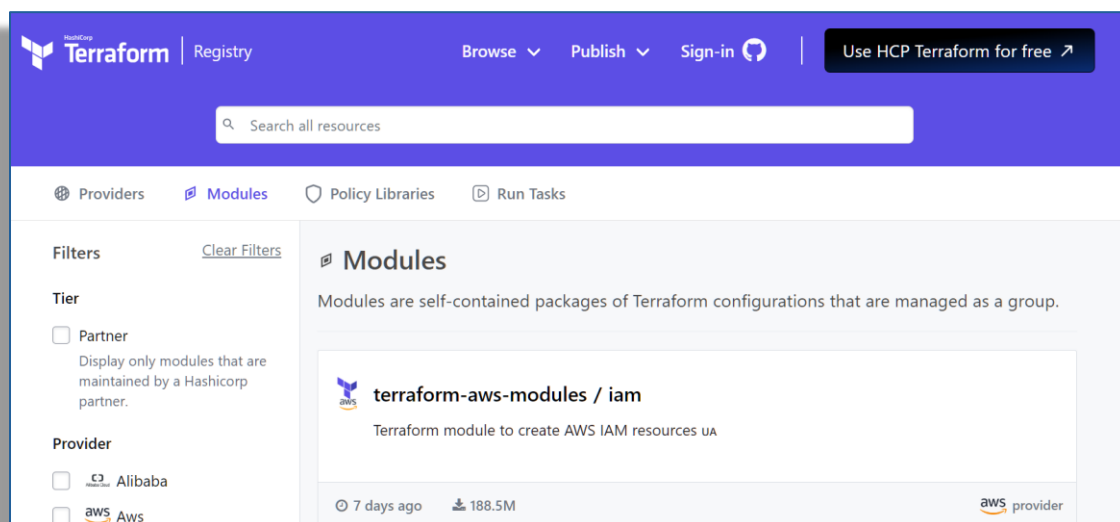 HashiCorp
Terraform Registry Browse Publish Sign-in Use HCP Terraform for free ↗
Search all resources
Providers Modules Policy Libraries Run Tasks
Filters Clear Filters
Tier
Partner
Display only modules that are
maintained by a Hashicorp
partner.
Provider
Alibaba
aws Aws
Modules
Modules are self-contained packages of Terraform configurations that are managed as a group.
aws
terraform-aws-modules / iam
Terraform module to create AWS IAM resources UA
7 days ago 188.5M aws provider